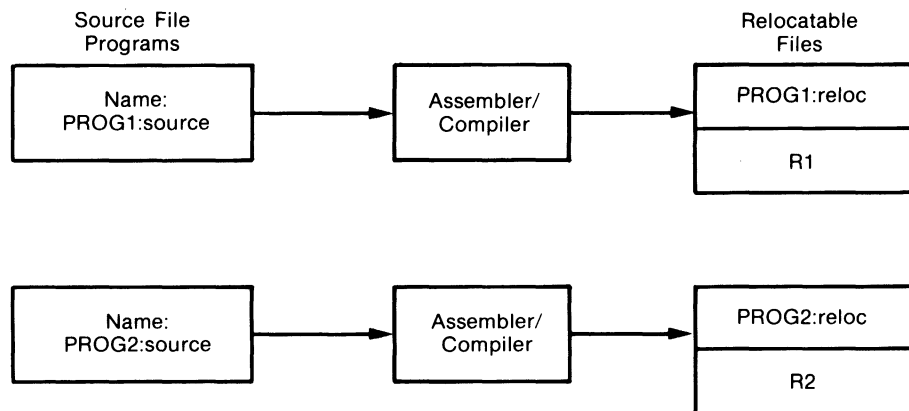 Source File
Programs
Relocatable
Files
Name:
PROG1:source
Assembler/
Compiler
PROG1:reloc
R1
Name:
PROG2:source
Assembler/
Compiler
PROG2:reloc
R2